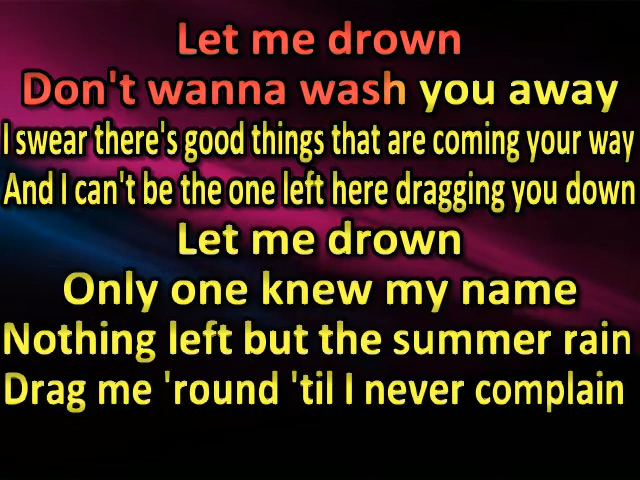 Let me drown
Don't wanna wash you away
I swear there's good things that are coming your way
And I can't be the one left here dragging you down
Let me drown
Only one knew my name
Nothing left but the summer rain
Drag me 'round 'til I never complain